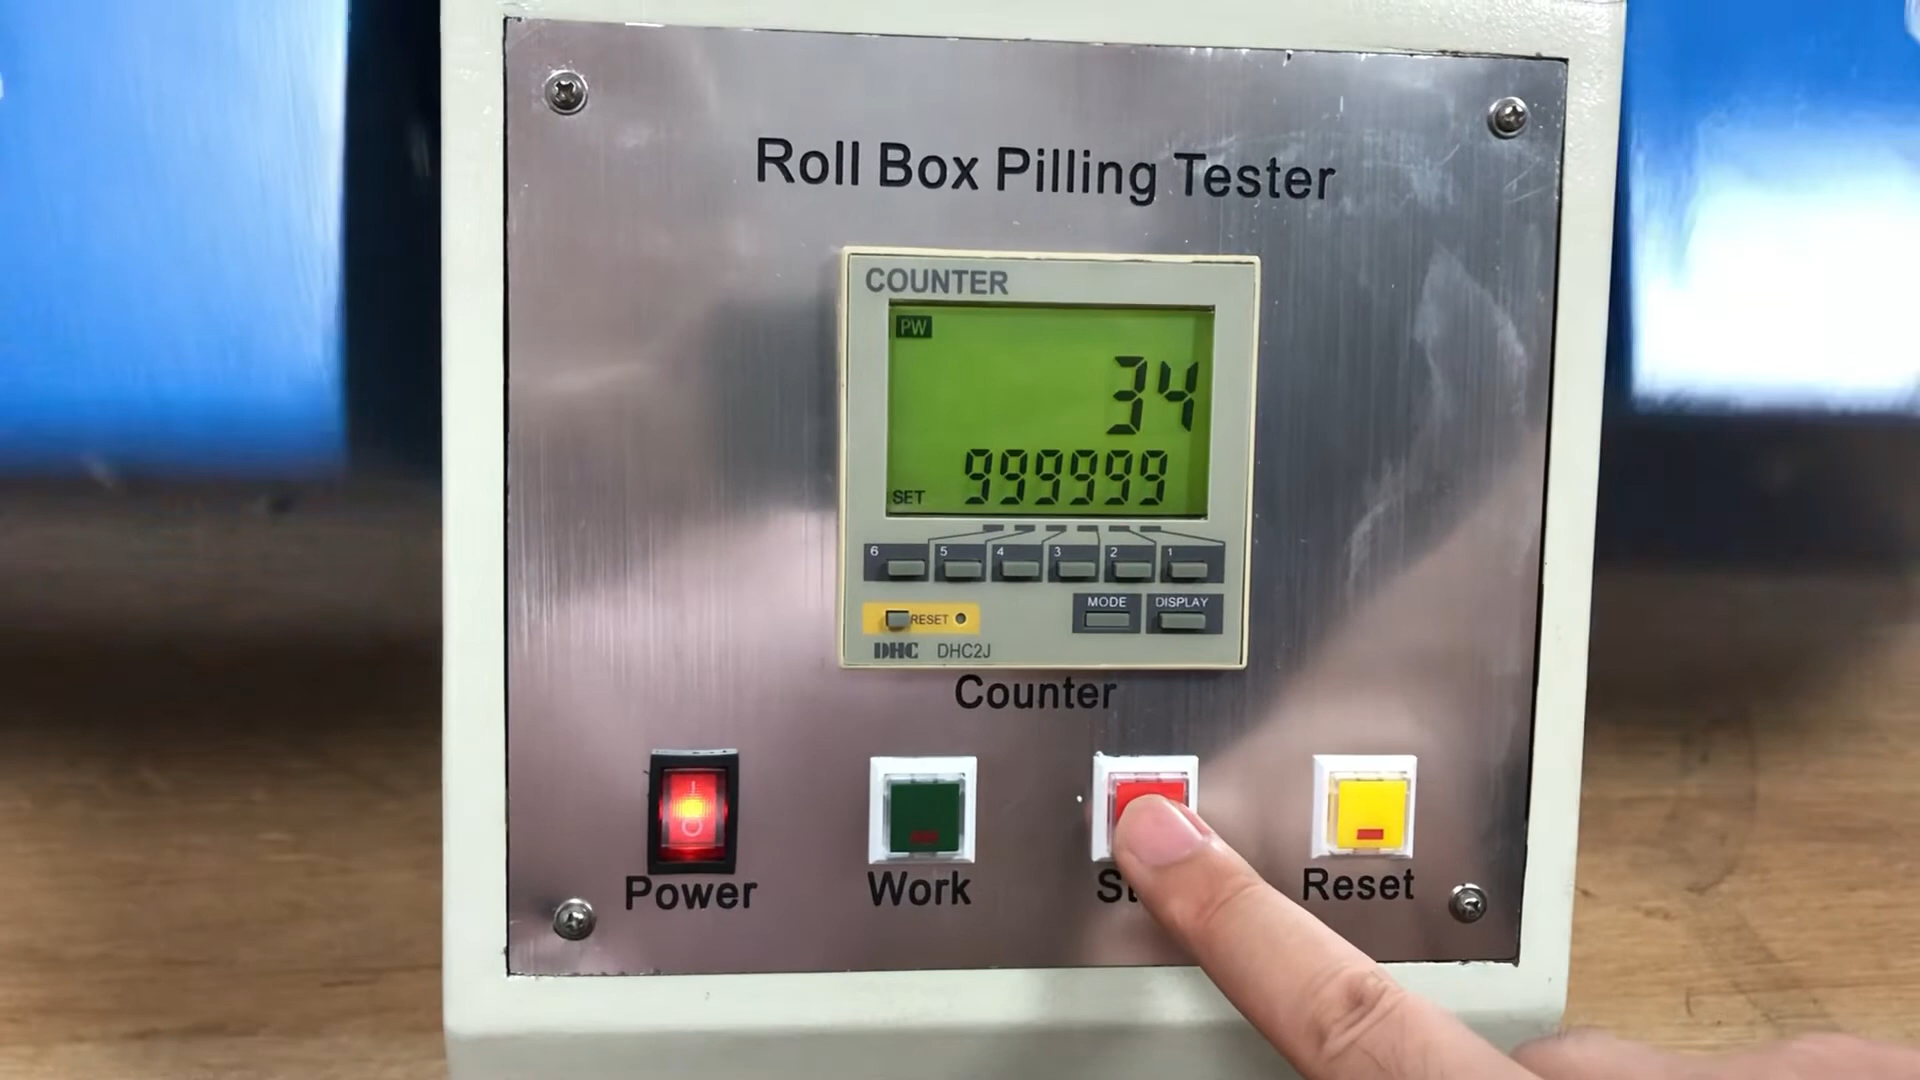 Roll Box Pilling Tester
COUNTER
PW
34
SET 999999
6 5 4 3 2 1
RESET MODE DISPLAY
DHC DHC2J
Counter
Power Work Reset